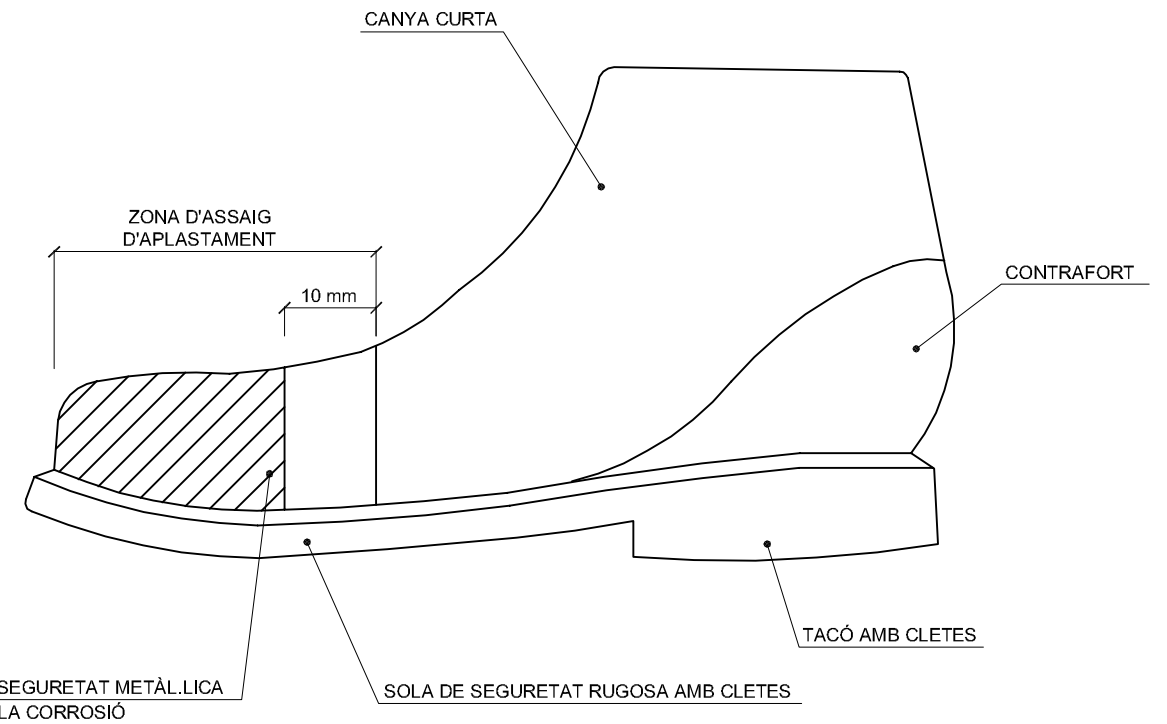 CANYA CURTA
ZONA D'ASSAIG
D'APLASTAMENT
10 mm
CONTRAFORT
TACÓ AMB CLETES
SEGURETAT METÀL.LICA
LA CORROSIÓ
SOLA DE SEGURETAT RUGOSA AMB CLETES